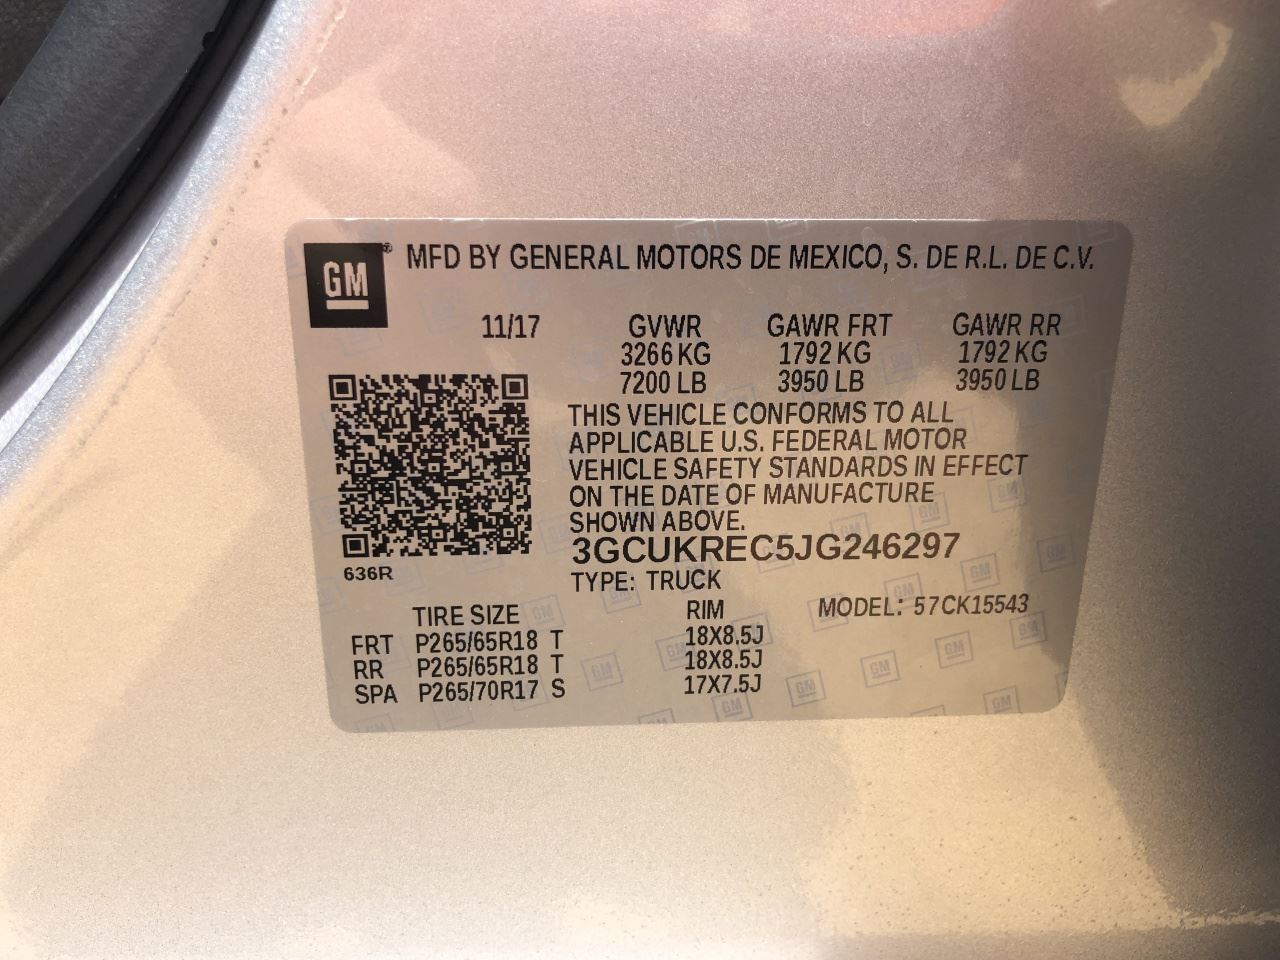 GM® MFD BY GENERAL MOTORS DE MEXICO, S. DE R.L. DE C.V.
11/17 GVWR GAWR FRT GAWR RR
3266 KG 1792 KG 1792 KG
7200 LB 3950 LB 3950 LB
THIS VEHICLE CONFORMS TO ALL
APPLICABLE U.S. FEDERAL MOTOR
VEHICLE SAFETY STANDARDS IN EFFECT
ON THE DATE OF MANUFACTURE
SHOWN ABOVE.
3GCUKREC5JG246297
636R
TYPE: TRUCK
TIRE SIZE RIM MODEL: 57CK15543
FRT P265/65R18 T 18X8.5J
RR P265/65R18 T 18X8.5J
SPA P265/70R17 S 17X7.5J